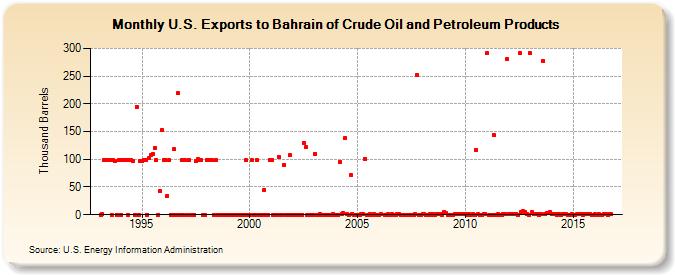 Monthly U.S. Exports to Bahrain of Crude Oil and Petroleum Products
Thousand Barrels
300
250
200
150
100
50
0
1995 2000 2005 2010 2015
Source: U.S. Energy Information Administration